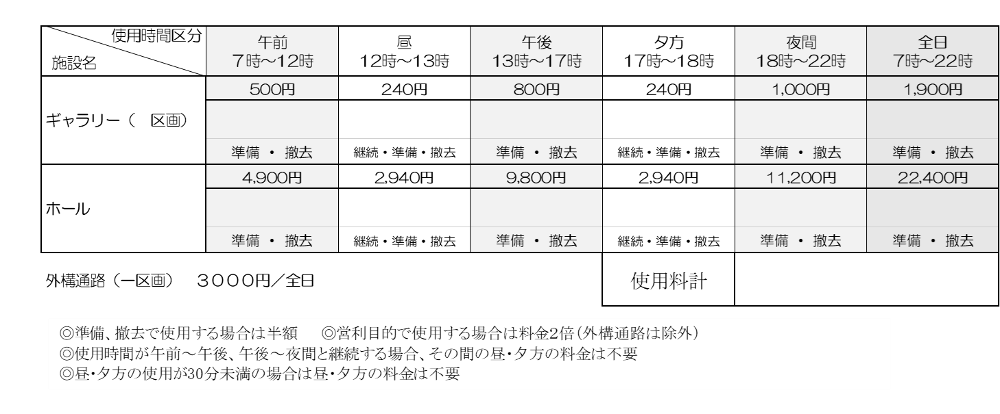 使用時間区分
施設名
午前 昼 午後 夕方 夜間 全日
7時～12時 12時～13時 13時～17時 17時～18時 18時～22時 7時～22時
500円 240円 800円 240円 1,000円 1,900円
ギャラリー（　区画）
準備 ・ 撤去 継続・準備・撤去 準備 ・ 撤去 継続・準備・撤去 準備 ・ 撤去 準備 ・ 撤去
4,900円 2,940円 9,800円 2,940円 11,200円 22,400円
ホール
準備 ・ 撤去 継続・準備・撤去 準備 ・ 撤去 継続・準備・撤去 準備 ・ 撤去 準備 ・ 撤去
外構通路（一区画）　３０００円／全日 使用料計
◎準備、撤去で使用する場合は半額　◎営利目的で使用する場合は料金2倍(外構通路は除外)
◎使用時間が午前～午後、午後～夜間と継続する場合、その間の昼・夕方の料金は不要
◎昼・夕方の使用が30分未満の場合は昼・夕方の料金は不要